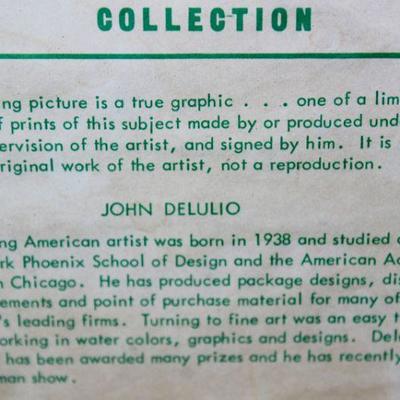 COLLECTION
ng picture is a true graphic . . . one of a lim
f prints of this subject made by or produced und
ervision of the artist, and signed by him. It is
original work of the artist, not a reproduction.
JOHN DELULIO
ng American artist was born in 1938 and studied
rk Phoenix School of Design and the American Ac
n Chicago. He has produced package designs, dis
ements and point of purchase material for many of
's leading firms. Turning to fine art was an easy t
orking in water colors, graphics and designs. Del
has been awarded many prizes and he has recently
man show.